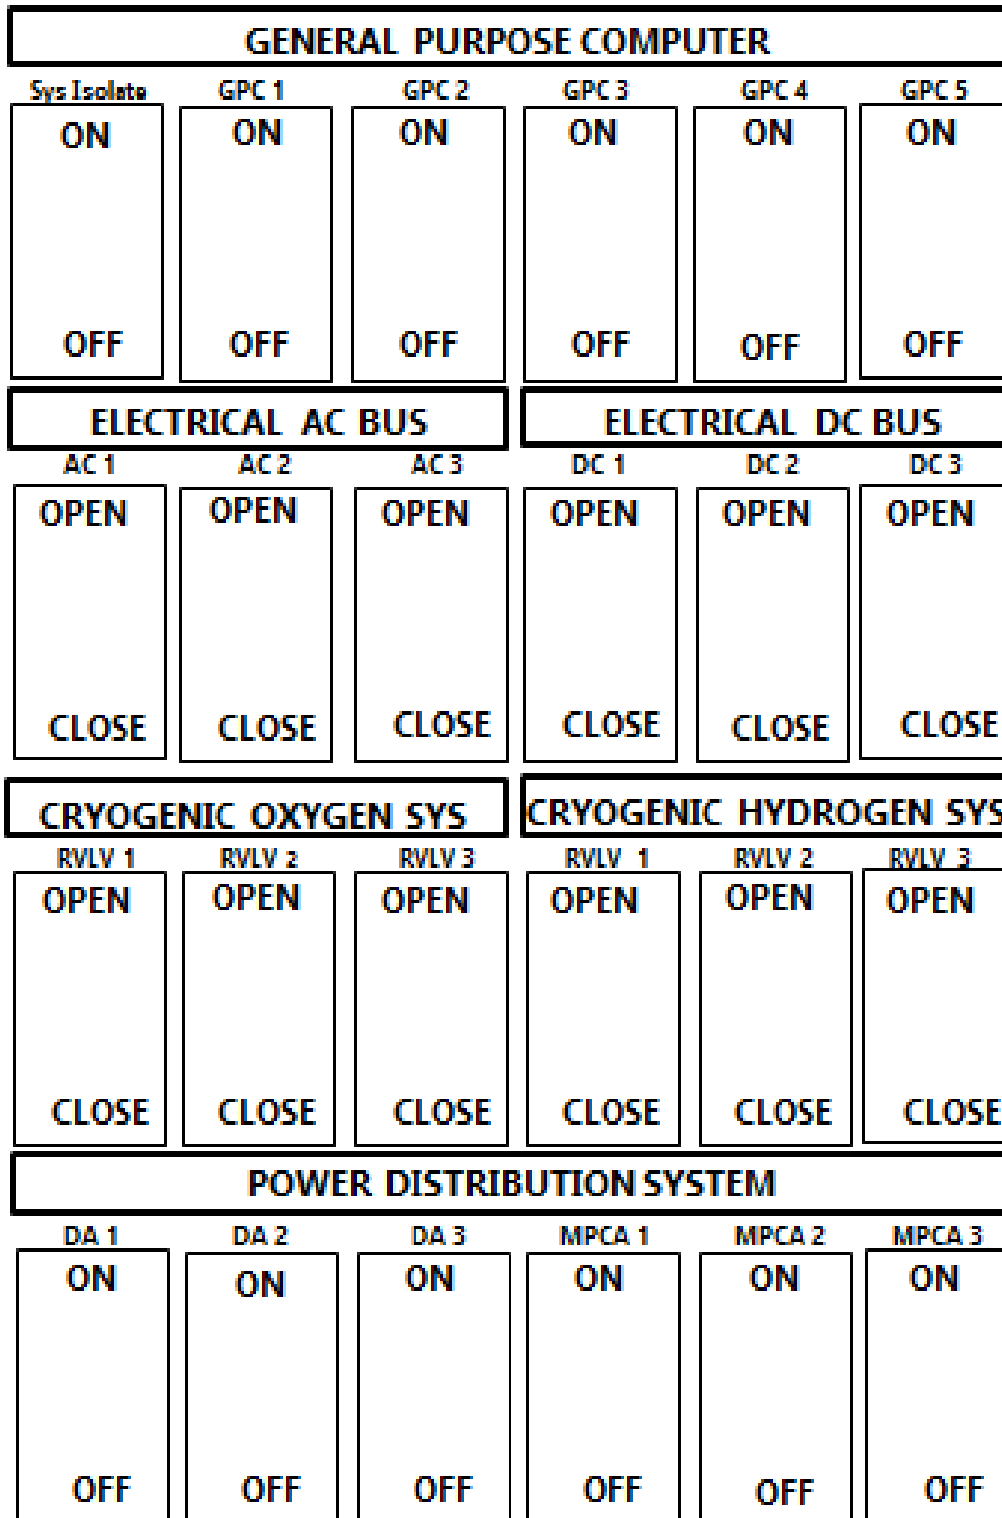 GENERAL PURPOSE COMPUTER
Sys Isolate GPC 1 GPC 2 GPC 3 GPC 4 GPC 5
ON ON ON ON ON ON
OFF OFF OFF OFF OFF OFF
ELECTRICAL AC BUS ELECTRICAL DC BUS
AC 1 AC 2 AC 3 DC 1 DC 2 DC 3
OPEN OPEN OPEN OPEN OPEN OPEN
CLOSE CLOSE CLOSE CLOSE CLOSE CLOSE
CRYOGENIC OXYGEN SYS CRYOGENIC HYDROGEN SYS
RVLV 1 RVLV 2 RVLV 3 RVLV 1 RVLV 2 RVLV 3
OPEN OPEN OPEN OPEN OPEN OPEN
CLOSE CLOSE CLOSE CLOSE CLOSE CLOSE
POWER DISTRIBUTION SYSTEM
DA 1 DA 2 DA 3 MPCA 1 MPCA 2 MPCA 3
ON ON ON ON ON ON
OFF OFF OFF OFF OFF OFF